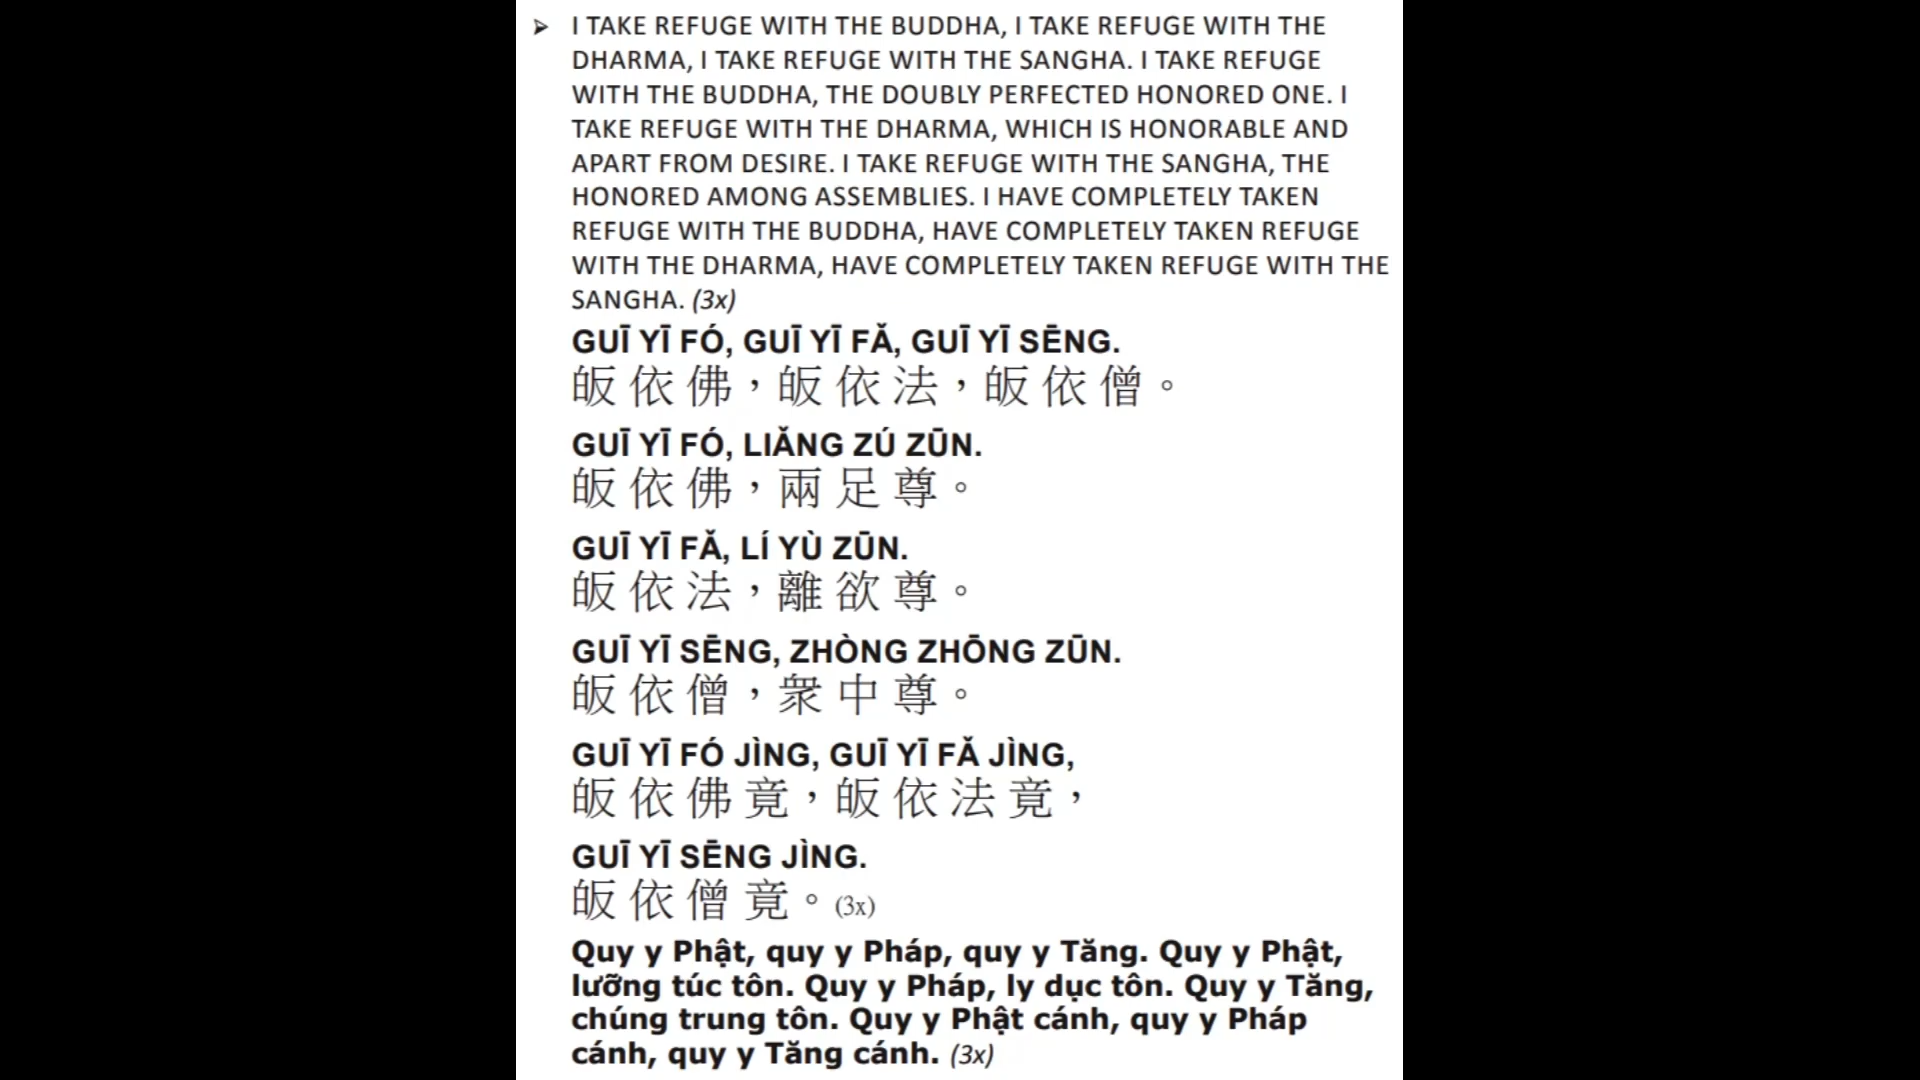 ➢ I TAKE REFUGE WITH THE BUDDHA, I TAKE REFUGE WITH THE
DHARMA, I TAKE REFUGE WITH THE SANGHA. I TAKE REFUGE
WITH THE BUDDHA, THE DOUBLY PERFECTED HONORED ONE. I
TAKE REFUGE WITH THE DHARMA, WHICH IS HONORABLE AND
APART FROM DESIRE. I TAKE REFUGE WITH THE SANGHA, THE
HONORED AMONG ASSEMBLIES. I HAVE COMPLETELY TAKEN
REFUGE WITH THE BUDDHA, HAVE COMPLETELY TAKEN REFUGE
WITH THE DHARMA, HAVE COMPLETELY TAKEN REFUGE WITH THE
SANGHA. (3x)
GUĪ YĪ FÓ, GUĪ YĪ FǍ, GUĪ YĪ SĒNG.
皈依佛，皈依法，皈依僧。
GUĪ YĪ FÓ, LIǍNG ZÚ ZŪN.
皈依佛，兩足尊。
GUĪ YĪ FǍ, LÍ YÙ ZŪN.
皈依法，離欲尊。
GUĪ YĪ SĒNG, ZHÒNG ZHŌNG ZŪN.
皈依僧，眾中尊。
GUĪ YĪ FÓ JÌNG, GUĪ YĪ FǍ JÌNG,
皈依佛竟，皈依法竟，
GUĪ YĪ SĒNG JÌNG.
皈依僧竟。(3x)
Quy y Phật, quy y Pháp, quy y Tăng. Quy y Phật,
lưỡng túc tôn. Quy y Pháp, ly dục tôn. Quy y Tăng,
chúng trung tôn. Quy y Phật cánh, quy y Pháp
cánh, quy y Tăng cánh. (3x)